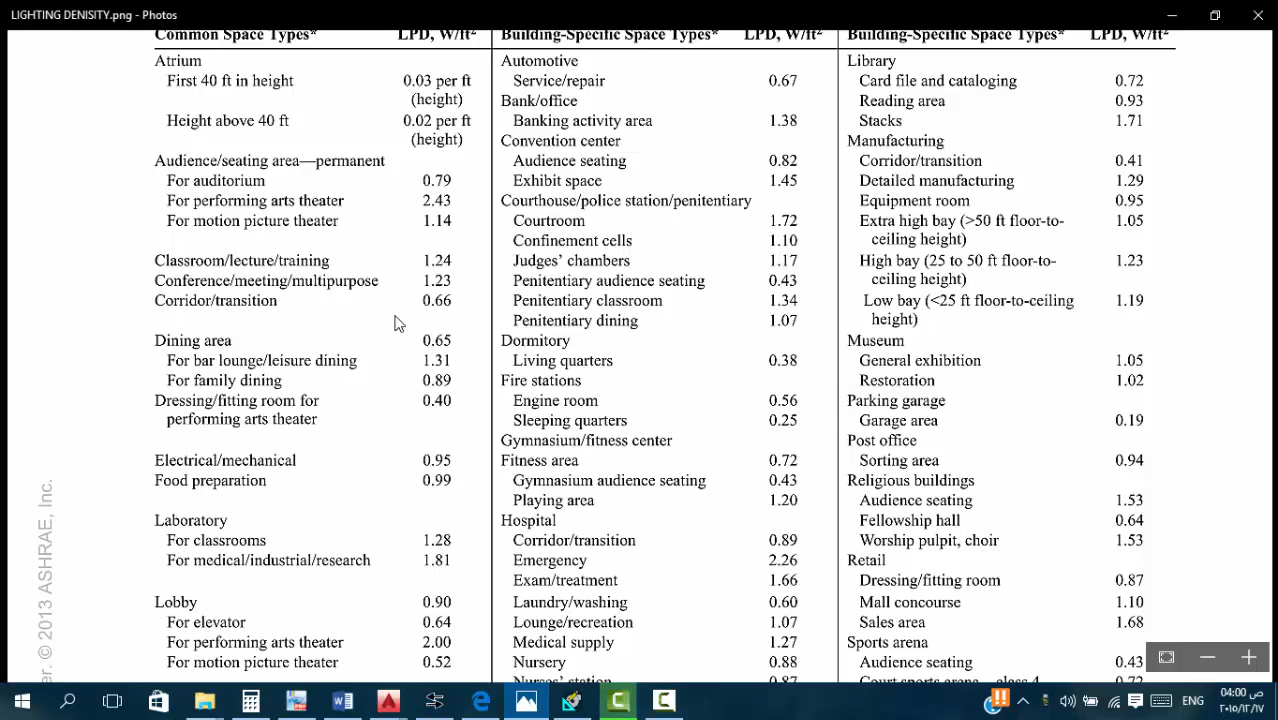 LIGHTING DENISITY.png - Photos
Common Space Types* LPD, W/ft²
Atrium
First 40 ft in height 0.03 per ft
(height)
Height above 40 ft 0.02 per ft
(height)
Audience/seating area—permanent
For auditorium 0.79
For performing arts theater 2.43
For motion picture theater 1.14
Classroom/lecture/training 1.24
Conference/meeting/multipurpose 1.23
Corridor/transition 0.66
Dining area 0.65
For bar lounge/leisure dining 1.31
For family dining 0.89
Dressing/fitting room for 0.40
performing arts theater
Electrical/mechanical 0.95
Food preparation 0.99
Laboratory
For classrooms 1.28
For medical/industrial/research 1.81
Lobby 0.90
For elevator 0.64
For performing arts theater 2.00
For motion picture theater 0.52
Building-Specific Space Types* LPD, W/ft²
Automotive
Service/repair 0.67
Bank/office
Banking activity area 1.38
Convention center
Audience seating 0.82
Exhibit space 1.45
Courthouse/police station/penitentiary
Courtroom 1.72
Confinement cells 1.10
Judges’ chambers 1.17
Penitentiary audience seating 0.43
Penitentiary classroom 1.34
Penitentiary dining 1.07
Dormitory
Living quarters 0.38
Fire stations
Engine room 0.56
Sleeping quarters 0.25
Gymnasium/fitness center
Fitness area 0.72
Gymnasium audience seating 0.43
Playing area 1.20
Hospital
Corridor/transition 0.89
Emergency 2.26
Exam/treatment 1.66
Laundry/washing 0.60
Lounge/recreation 1.07
Medical supply 1.27
Nursery 0.88
Nurses’ station 0.87
Building-Specific Space Types* LPD, W/ft²
Library
Card file and cataloging 0.72
Reading area 0.93
Stacks 1.71
Manufacturing
Corridor/transition 0.41
Detailed manufacturing 1.29
Equipment room 0.95
Extra high bay (>50 ft floor-to- 1.05
ceiling height)
High bay (25 to 50 ft floor-to- 1.23
ceiling height)
Low bay (<25 ft floor-to-ceiling 1.19
height)
Museum
General exhibition 1.05
Restoration 1.02
Parking garage
Garage area 0.19
Post office
Sorting area 0.94
Religious buildings
Audience seating 1.53
Fellowship hall 0.64
Worship pulpit, choir 1.53
Retail
Dressing/fitting room 0.87
Mall concourse 1.10
Sales area 1.68
Sports arena
Audience seating 0.43
Court sports arena—class 4 0.72
er. © 2013 ASHRAE, Inc.
ENG
04:00 ص
٢٠١٥/١٢/١٧